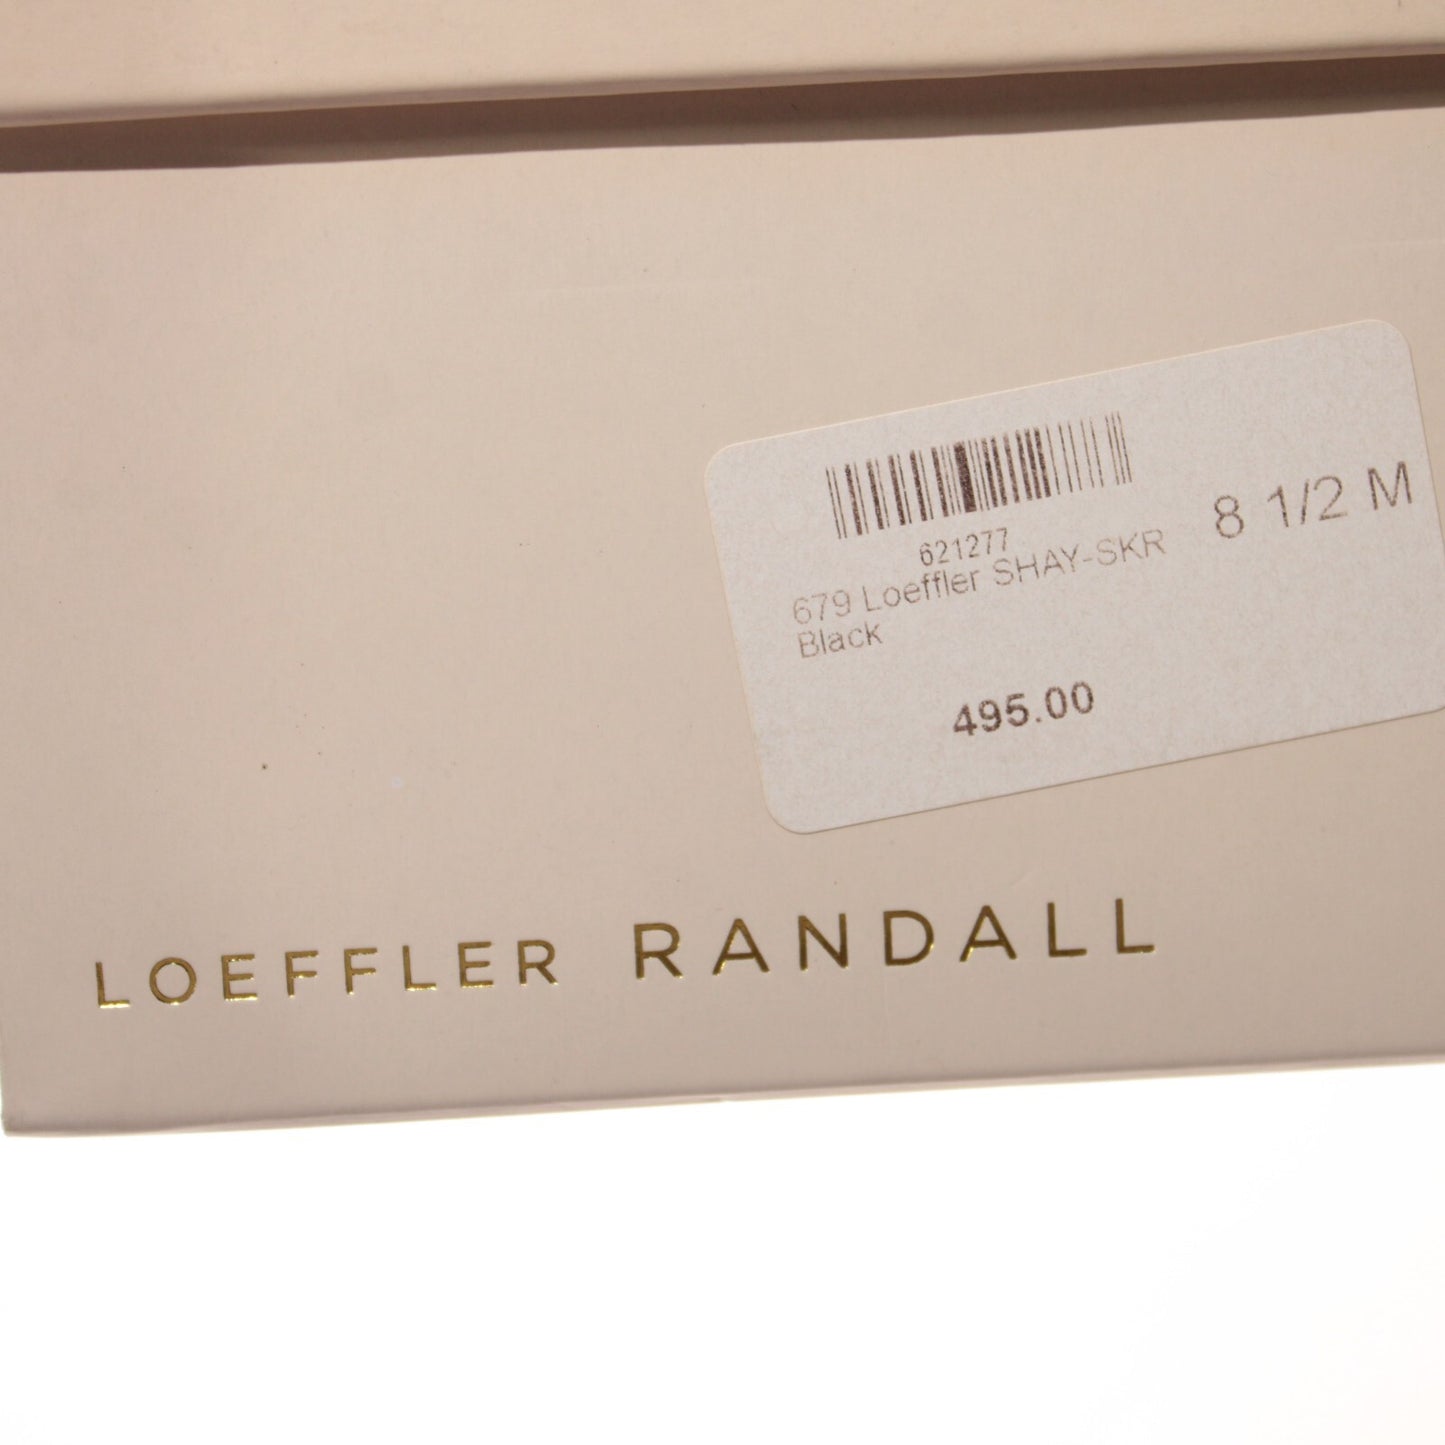 621277
8 1/2 M
679 Loeffler SHAY-SKR
Black
495.00
LOEFFLER RANDALL